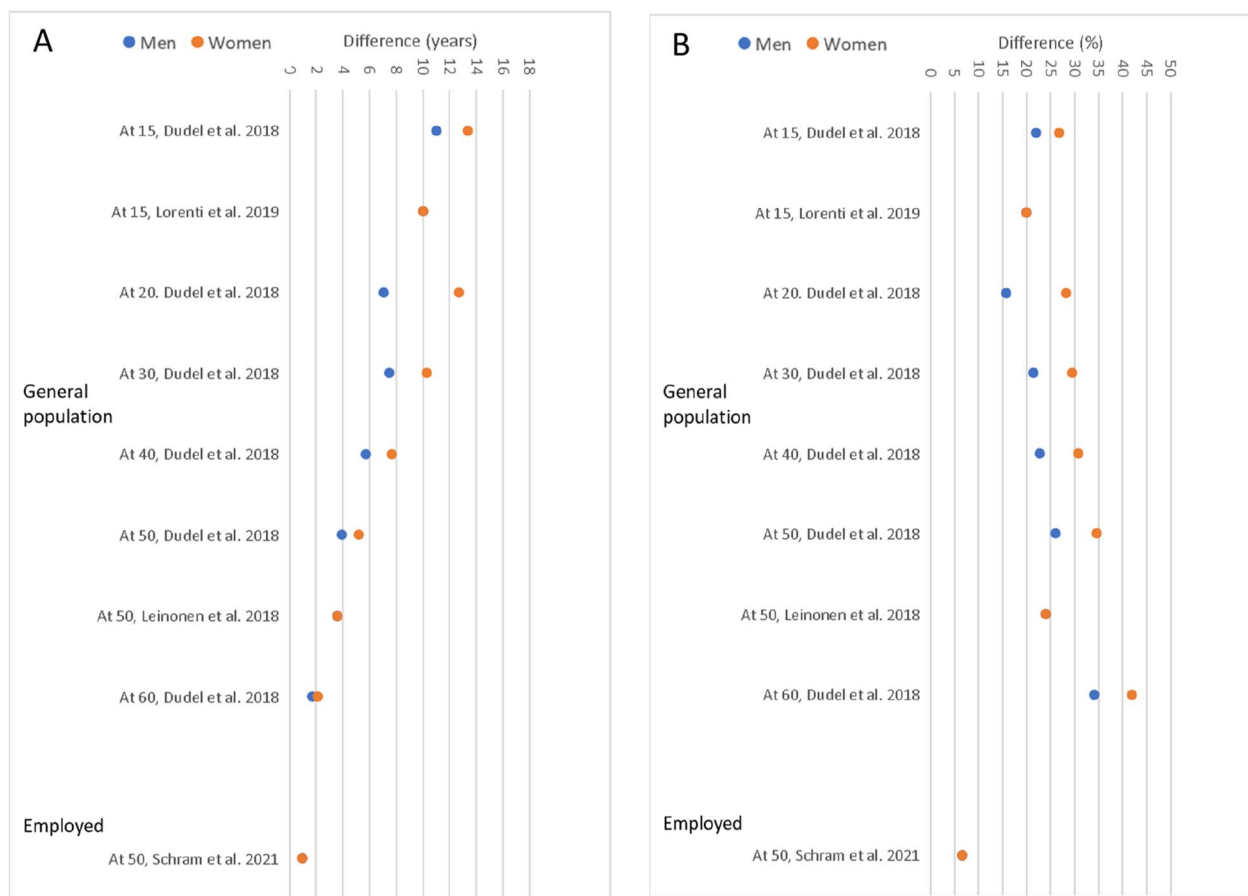 A
Men Women
Difference (years)
0 2 4 6 8 10 12 14 16 18
At 15, Dudel et al. 2018
At 15, Lorenti et al. 2019
At 20. Dudel et al. 2018
At 30, Dudel et al. 2018
General
population
At 40, Dudel et al. 2018
At 50, Dudel et al. 2018
At 50, Leinonen et al. 2018
At 60, Dudel et al. 2018
Employed
At 50, Schram et al. 2021
B
Men Women
Difference (%)
0 5 10 15 20 25 30 35 40 45 50
At 15, Dudel et al. 2018
At 15, Lorenti et al. 2019
At 20. Dudel et al. 2018
At 30, Dudel et al. 2018
General
population
At 40, Dudel et al. 2018
At 50, Dudel et al. 2018
At 50, Leinonen et al. 2018
At 60, Dudel et al. 2018
Employed
At 50, Schram et al. 2021